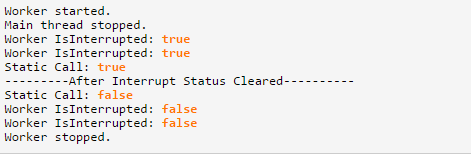 Worker started.
Main thread stopped.
Worker IsInterrupted: true
Worker IsInterrupted: true
Static Call: true
---------After Interrupt Status Cleared----------
Static Call: false
Worker IsInterrupted: false
Worker IsInterrupted: false
Worker stopped.